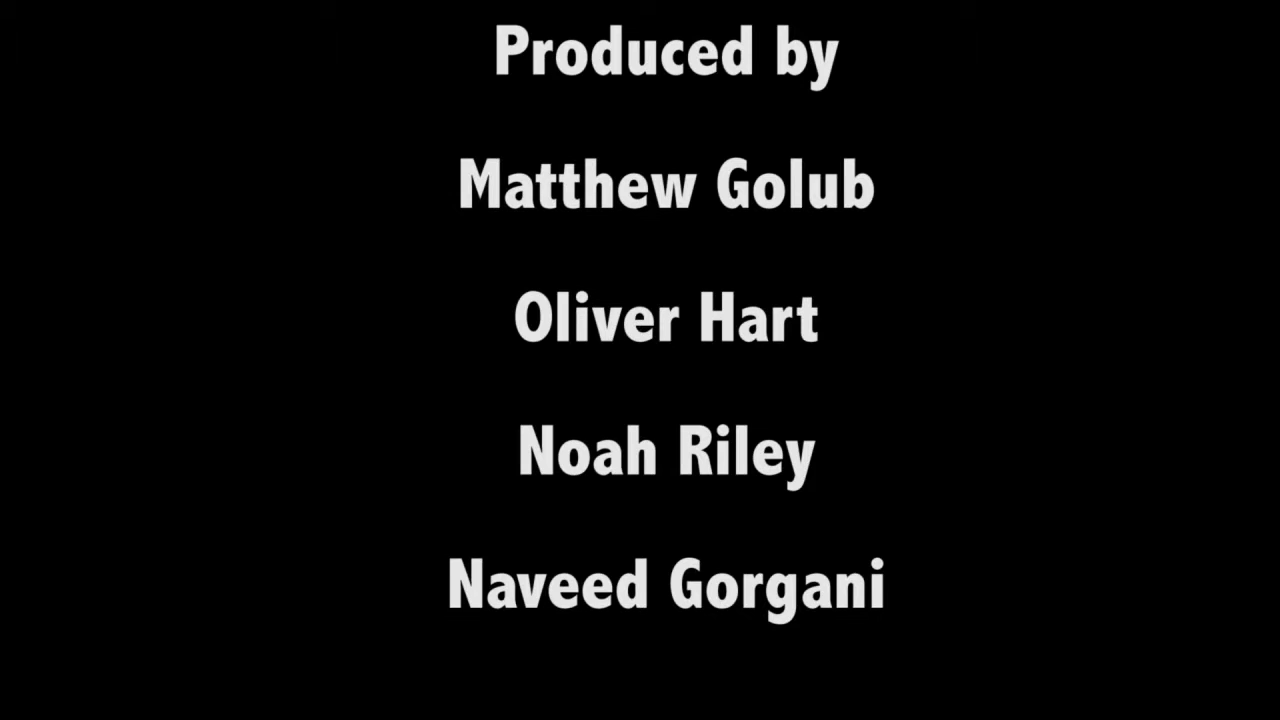 Produced by
Matthew Golub
Oliver Hart
Noah Riley
Naveed Gorgani